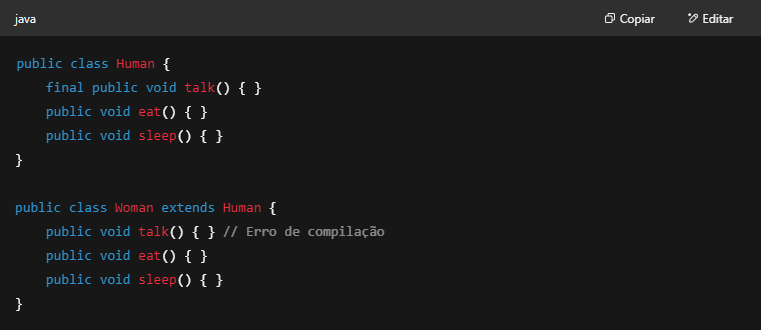 java Copiar Editar
public class Human {
    final public void talk() { }
    public void eat() { }
    public void sleep() { }
}
public class Woman extends Human {
    public void talk() { } // Erro de compilação
    public void eat() { }
    public void sleep() { }
}